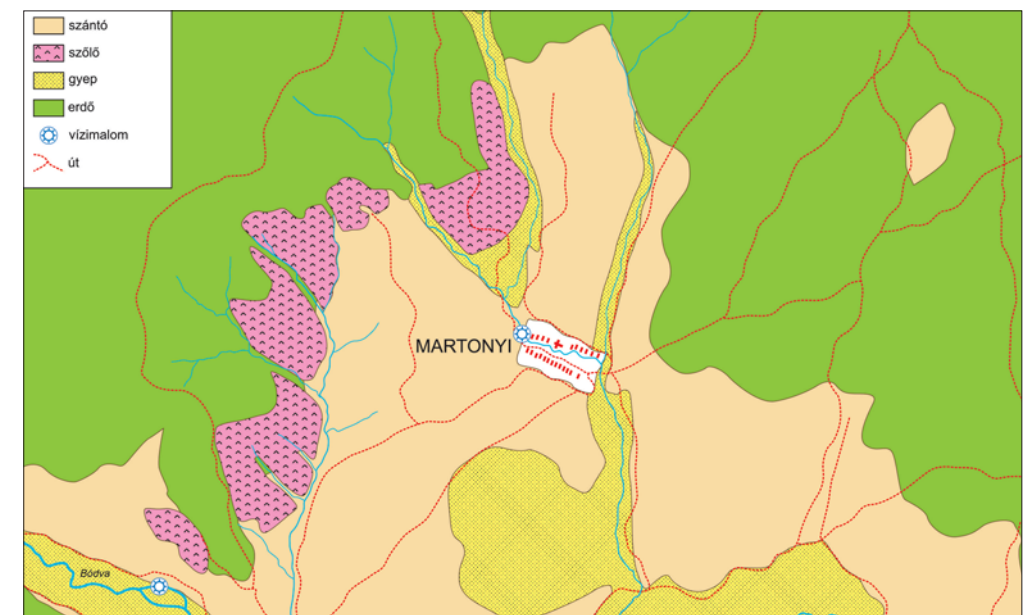 szántó
szőlő
gyep
erdő
vízimalom
út
MARTONYI
Bódva